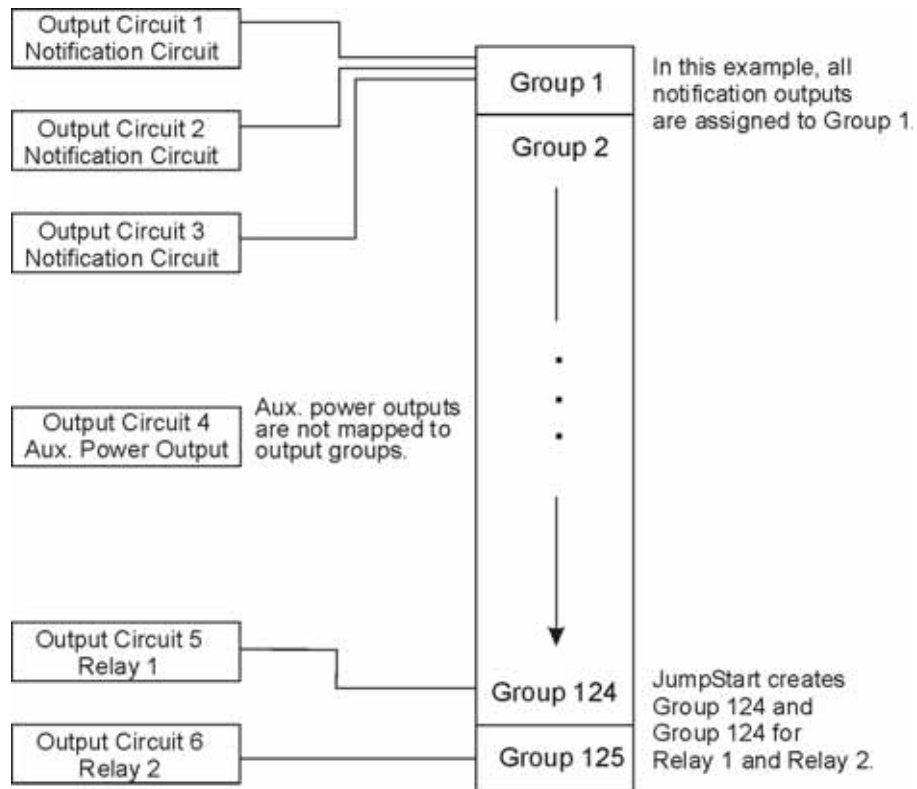 Output Circuit 1
Notification Circuit
Output Circuit 2
Notification Circuit
Output Circuit 3
Notification Circuit
Group 1
In this example, all
notification outputs
are assigned to Group 1.
Group 2
Output Circuit 4
Aux. Power Output
Aux. power outputs
are not mapped to
output groups.
Output Circuit 5
Relay 1
Output Circuit 6
Relay 2
Group 124
Group 125
JumpStart creates
Group 124 and
Group 124 for
Relay 1 and Relay 2.